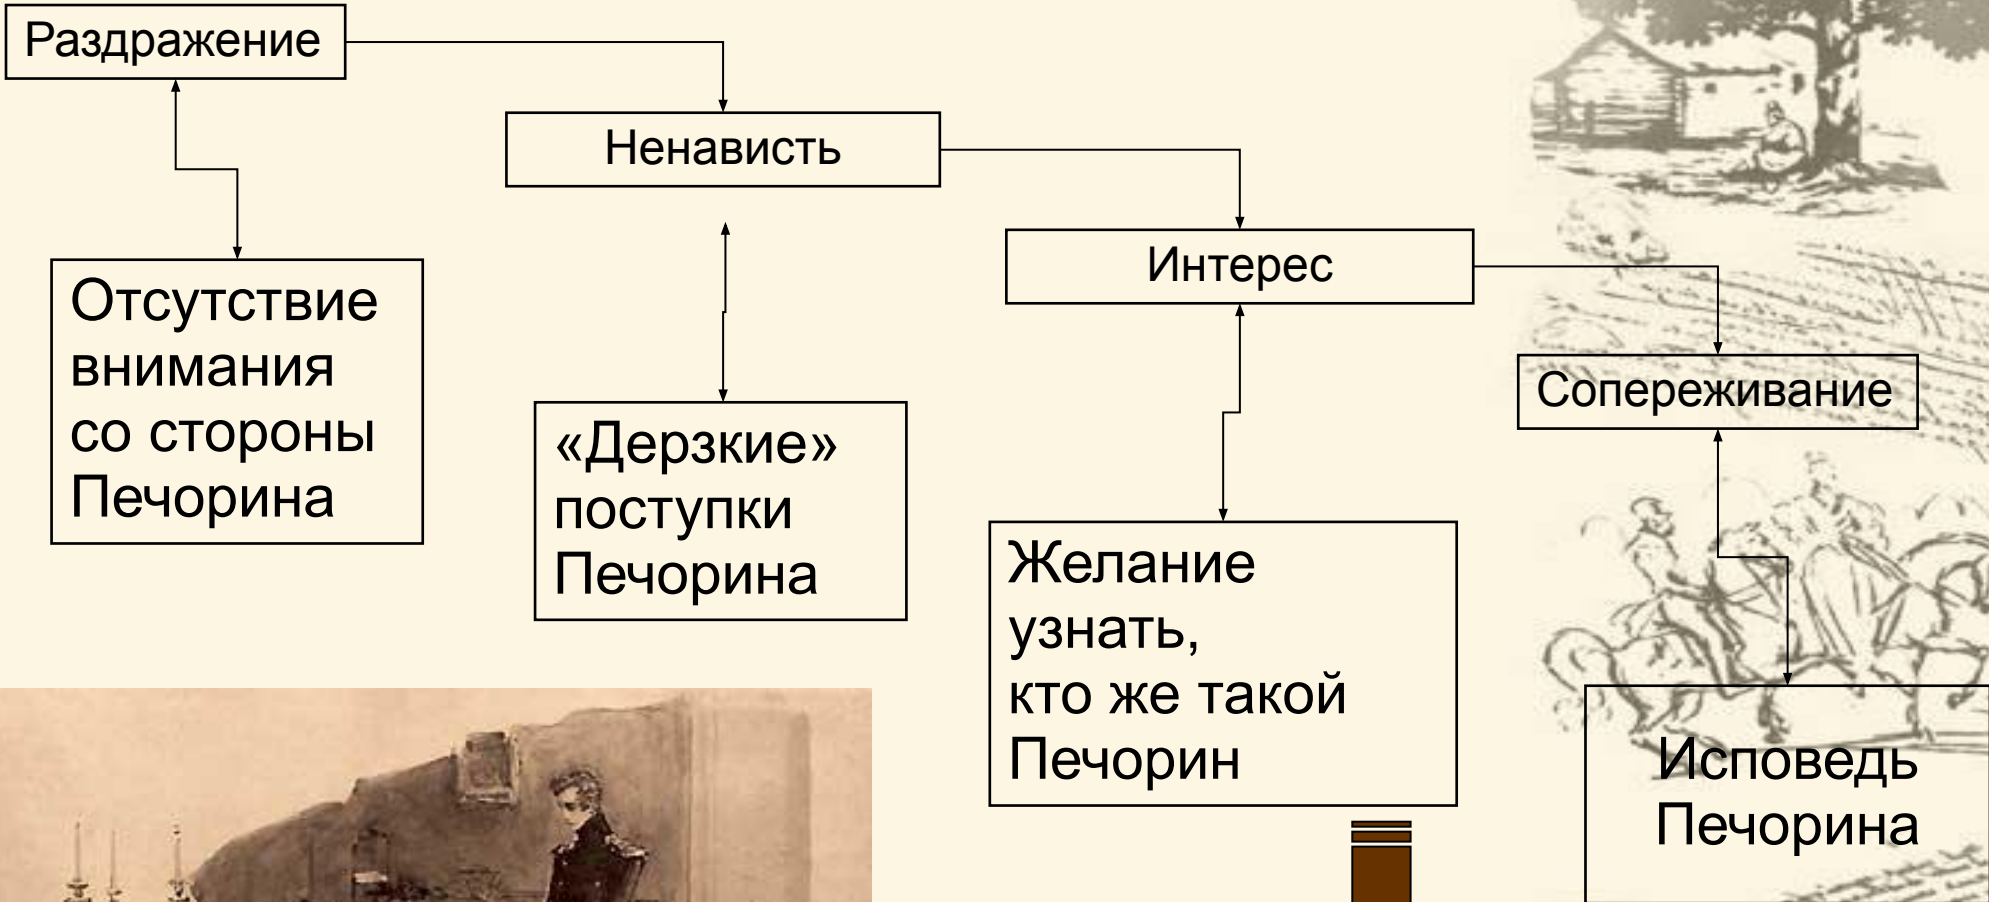 Раздражение
Ненависть
Интерес
Сопереживание
Отсутствие
внимания
со стороны
Печорина
«Дерзкие»
поступки
Печорина
Желание
узнать,
кто же такой
Печорин
Исповедь
Печорина